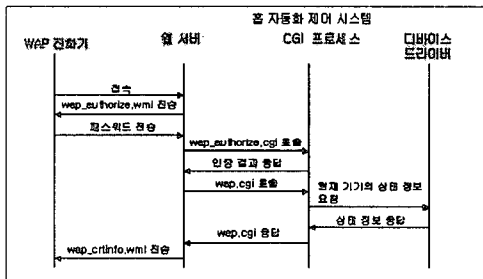 홈 자동화 제어 시스템
WAP 전화기
웹 서버
CGI 프로세스
디바이스
드라이버
접속
wap_authorize.wml 전송
패스워드 전송
wap_authorize.cgi 호출
인증 결과 응답
wap.cgi 호출
현재 기기의 상태 정보
요청
상태 정보 응답
wap.cgi 응답
wap_crtinfo.wml 전송